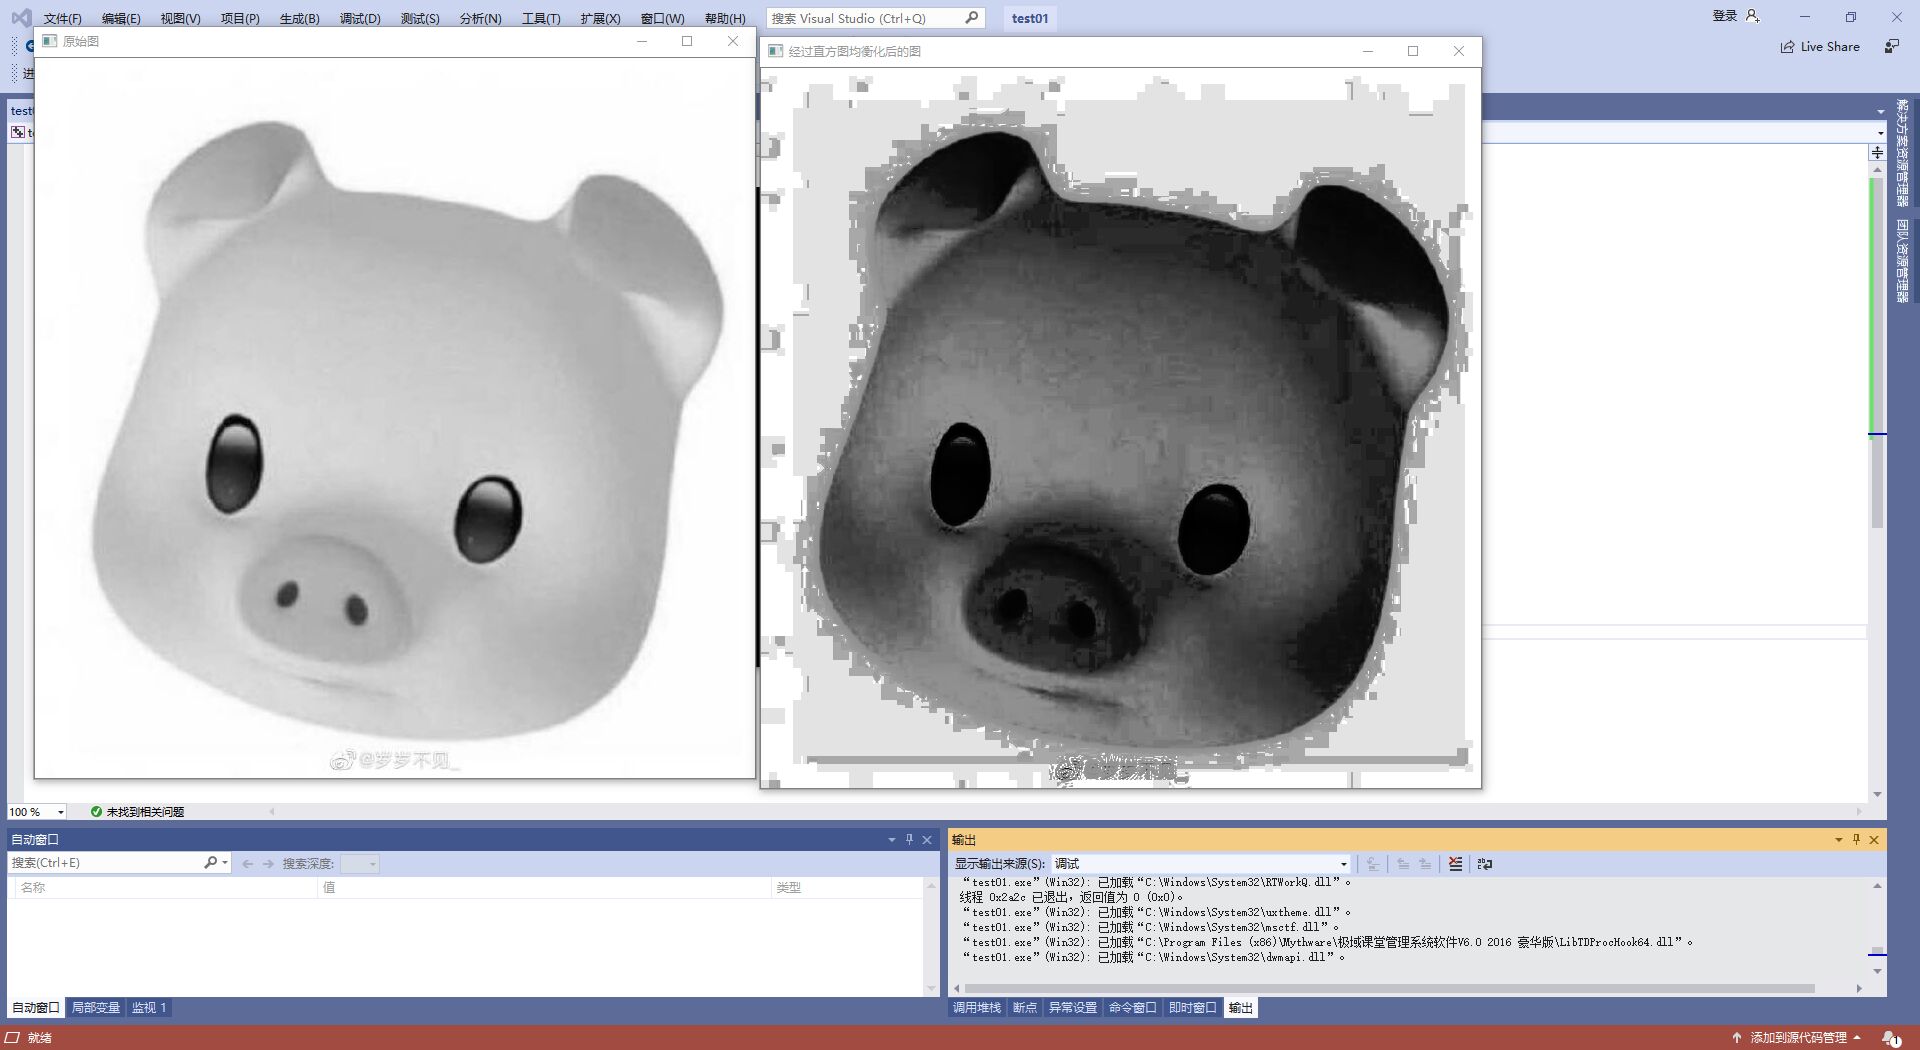 文件(F) 编辑(E) 视图(V) 项目(P) 生成(B) 调试(D) 测试(S) 分析(N) 工具(T) 扩展(X) 窗口(W) 帮助(H) 搜索 Visual Studio (Ctrl+Q) test01 登录
Live Share
原始图
经过直方图均衡化后的图
进
解决方案资源管理器
团队资源管理器
@岁岁不见_
100 % 未找到相关问题
自动窗口
搜索(Ctrl+E) 搜索深度:
名称 值 类型
自动窗口 局部变量 监视 1
输出
显示输出来源(S): 调试
“test01.exe”(Win32): 已加载“C:\Windows\System32\RTWorkQ.dll”。
线程 0x2a2c 已退出，返回值为 0 (0x0)。
“test01.exe”(Win32): 已加载“C:\Windows\System32\uxtheme.dll”。
“test01.exe”(Win32): 已加载“C:\Windows\System32\msctf.dll”。
“test01.exe”(Win32): 已加载“C:\Program Files (x86)\Mythware\极域课堂管理系统软件V6.0 2016 豪华版\LibTDProcHook64.dll”。
“test01.exe”(Win32): 已加载“C:\Windows\System32\dwmapi.dll”。
调用堆栈 断点 异常设置 命令窗口 即时窗口 输出
就绪 添加到源代码管理 1